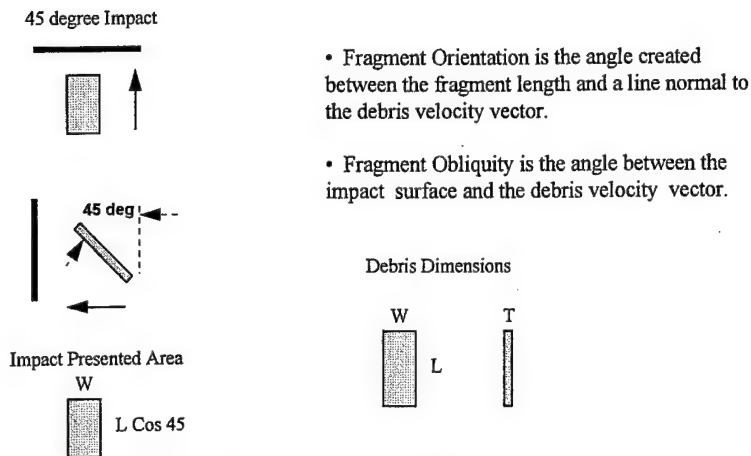 45 degree Impact
• Fragment Orientation is the angle created
between the fragment length and a line normal to
the debris velocity vector.
• Fragment Obliquity is the angle between the
impact surface and the debris velocity vector.
45 deg
Debris Dimensions
W
T
L
Impact Presented Area
W
L Cos 45